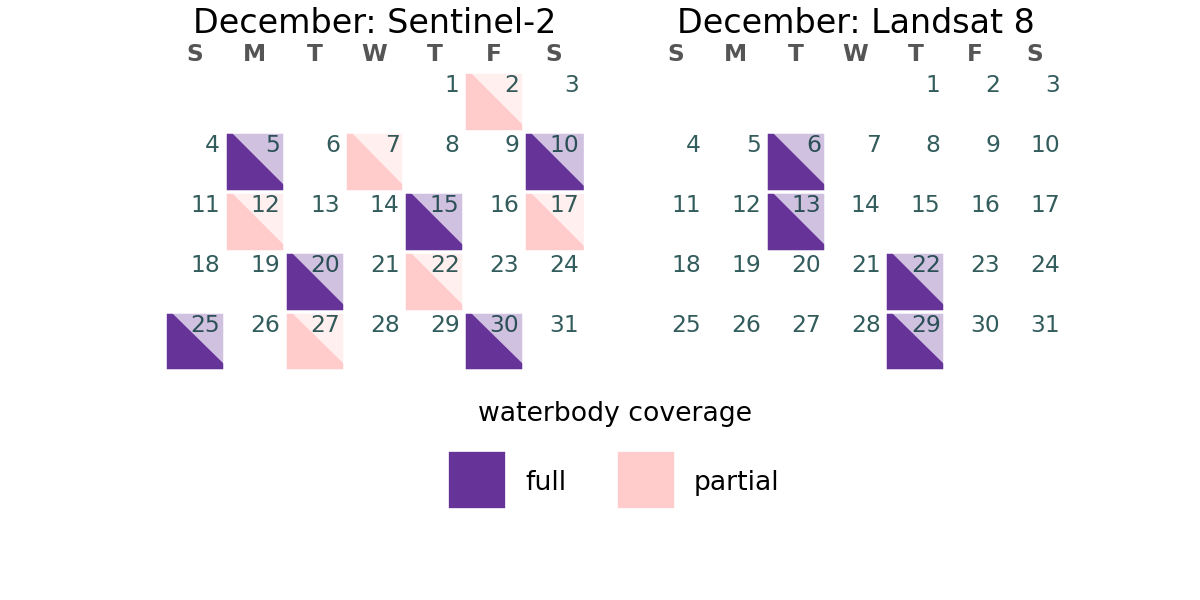 December: Sentinel-2
S M T W T F S
1 2 3
4 5 6 7 8 9 10
11 12 13 14 15 16 17
18 19 20 21 22 23 24
25 26 27 28 29 30 31
December: Landsat 8
S M T W T F S
1 2 3
4 5 6 7 8 9 10
11 12 13 14 15 16 17
18 19 20 21 22 23 24
25 26 27 28 29 30 31
waterbody coverage
full partial